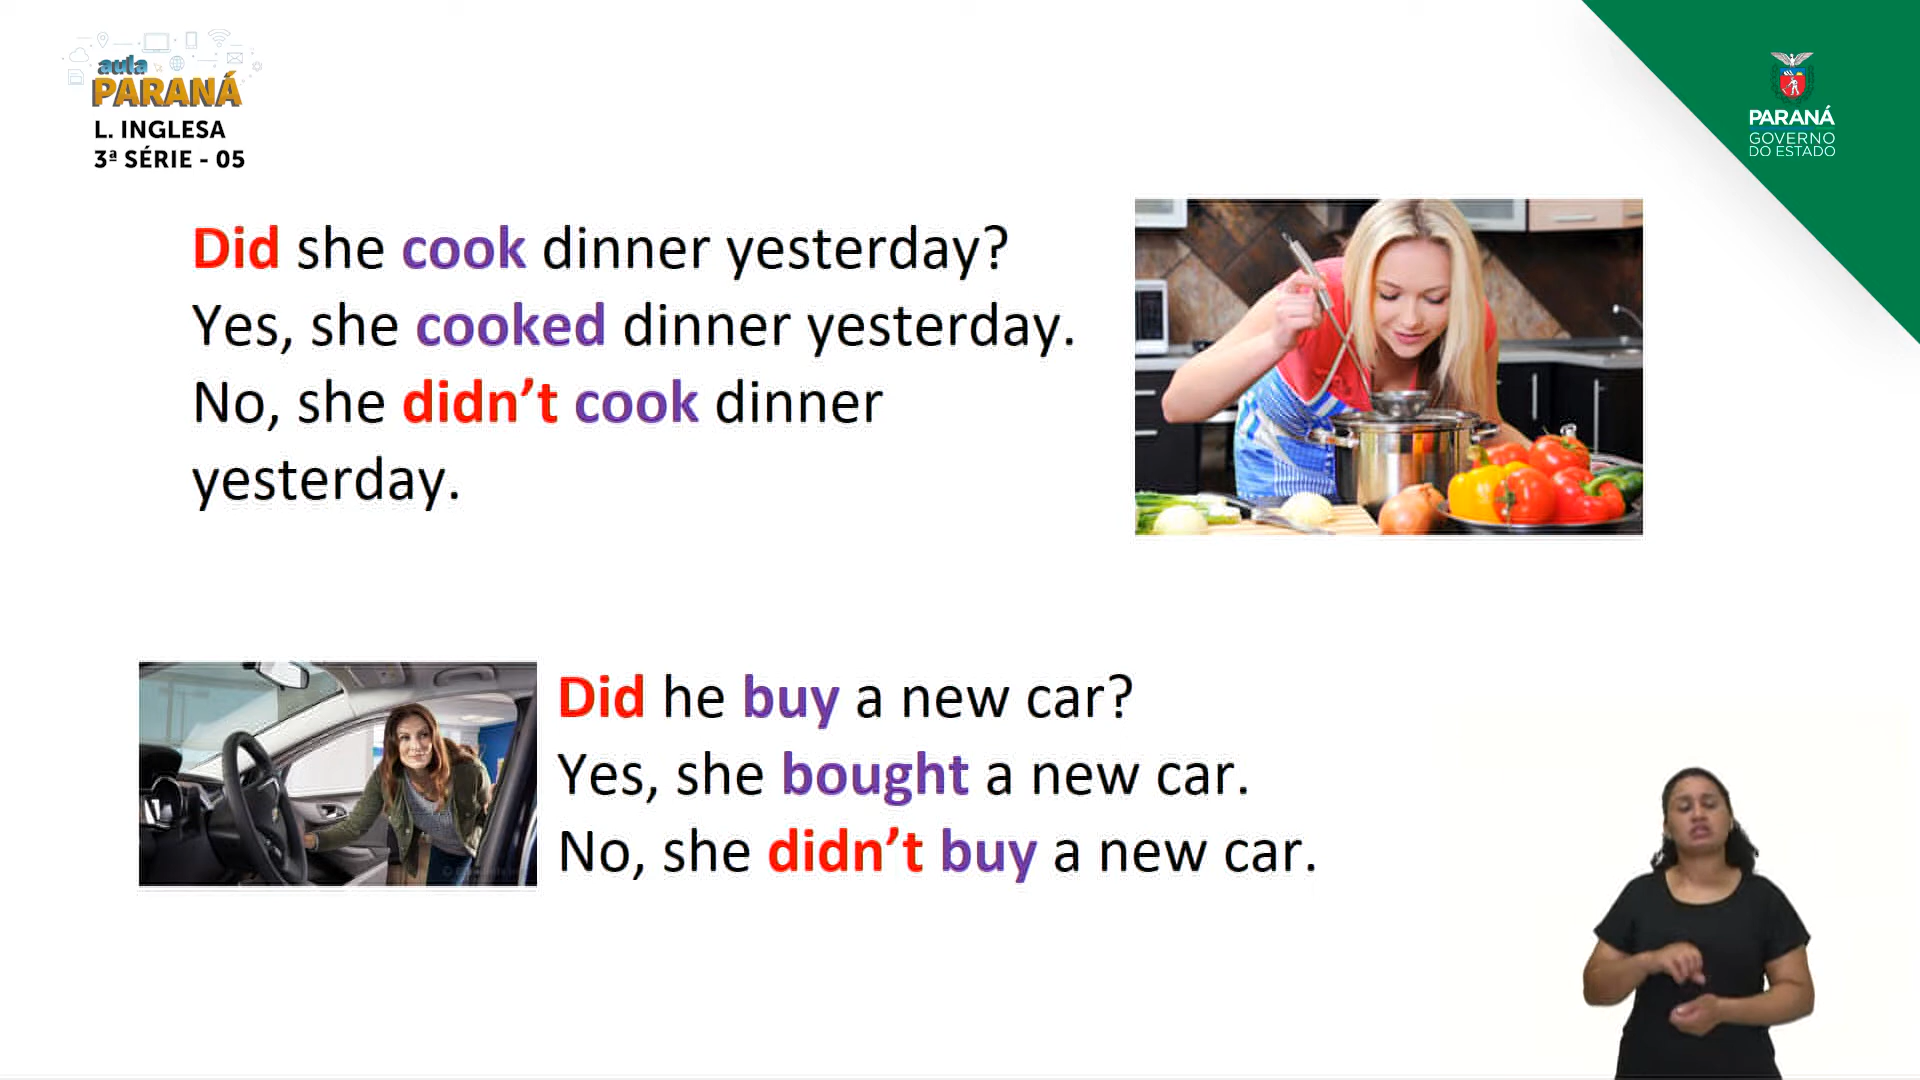 aula
PARANÁ
L. INGLESA
3ª SÉRIE - 05
PARANÁ
GOVERNO
DO ESTADO
Did she cook dinner yesterday?
Yes, she cooked dinner yesterday.
No, she didn’t cook dinner
yesterday.
Did he buy a new car?
Yes, she bought a new car.
No, she didn’t buy a new car.